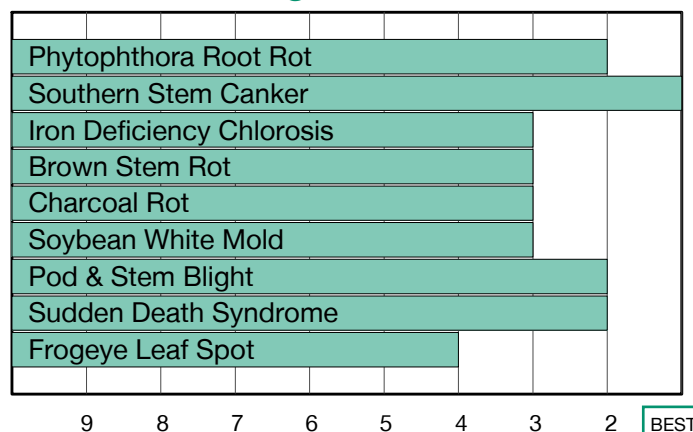 Phytophthora Root Rot
Southern Stem Canker
Iron Deficiency Chlorosis
Brown Stem Rot
Charcoal Rot
Soybean White Mold
Pod & Stem Blight
Sudden Death Syndrome
Frogeye Leaf Spot
9 8 7 6 5 4 3 2 BEST